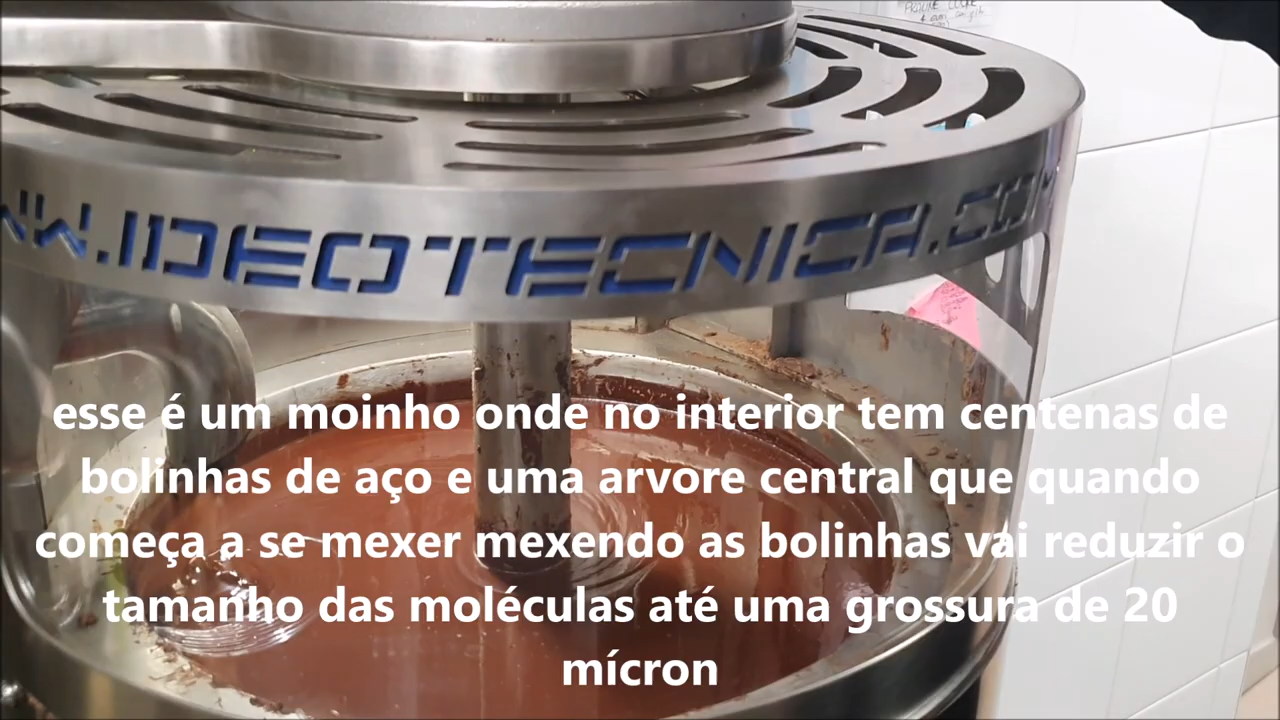 WW.IDEOTECNICA.COM
esse é um moinho onde no interior tem centenas de
bolinhas de aço e uma arvore central que quando
começa a se mexer mexendo as bolinhas vai reduzir o
tamanho das moléculas até uma grossura de 20
mícron